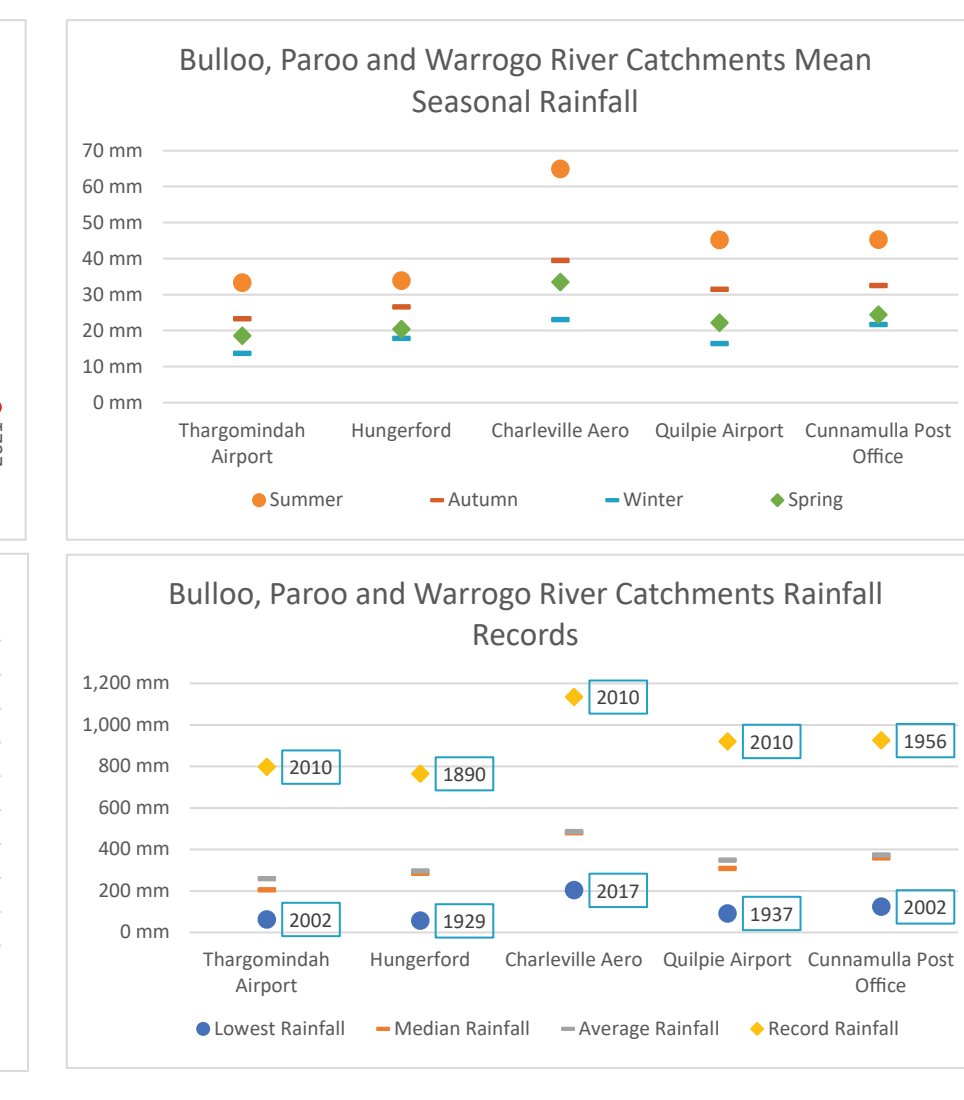 Bulloo, Paroo and Warrogo River Catchments Mean
Seasonal Rainfall
70 mm
60 mm
50 mm
40 mm
30 mm
20 mm
10 mm
0 mm
Thargomindah
Airport
Hungerford
Charleville Aero
Quilpie Airport
Cunnamulla Post
Office
Summer
Autumn
Winter
Spring
Bulloo, Paroo and Warrogo River Catchments Rainfall
Records
1,200 mm
1,000 mm
800 mm
600 mm
400 mm
200 mm
0 mm
2010
1890
2010
2010
1956
2002
1929
2017
1937
2002
Thargomindah
Airport
Hungerford
Charleville Aero
Quilpie Airport
Cunnamulla Post
Office
Lowest Rainfall
Median Rainfall
Average Rainfall
Record Rainfall